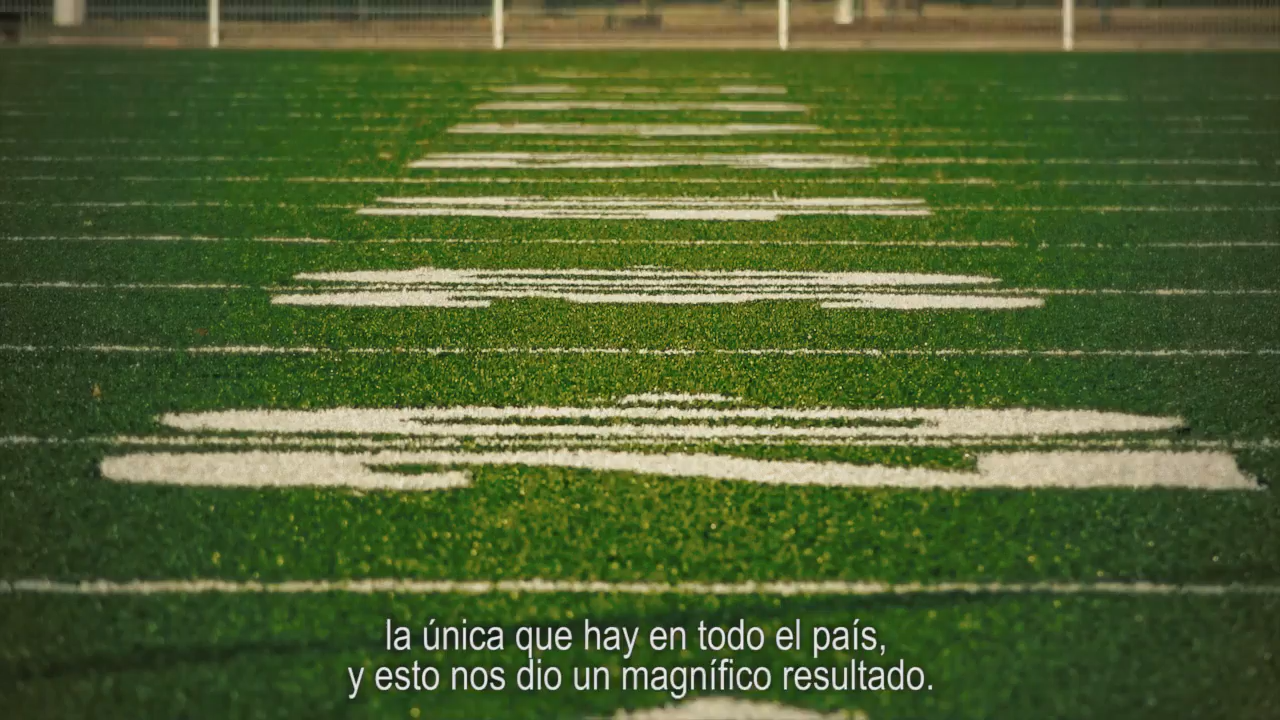 la única que hay en todo el país,
y esto nos dio un magnífico resultado.